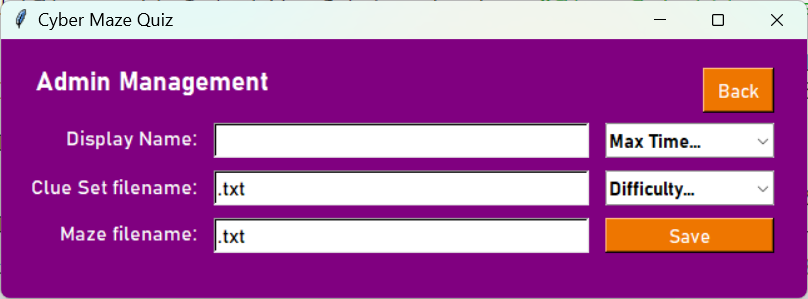 Cyber Maze Quiz
Admin Management
Back
Display Name:
Max Time...
Clue Set filename:
.txt
Difficulty...
Maze filename:
.txt
Save